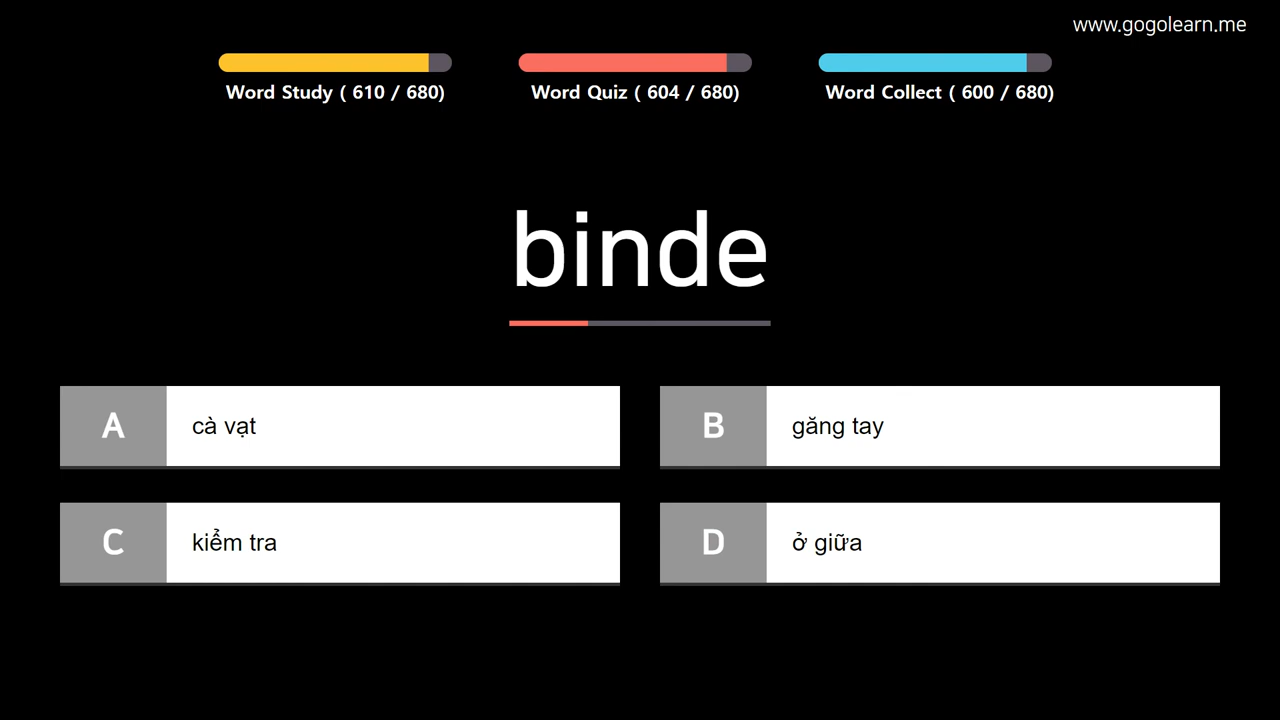 www.gogolearn.me
Word Study ( 610 / 680)
Word Quiz ( 604 / 680)
Word Collect ( 600 / 680)
binde
A cà vạt
B găng tay
C kiểm tra
D ở giữa